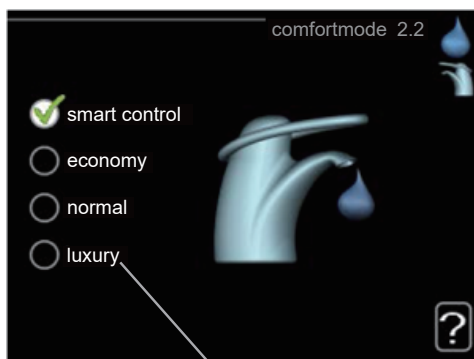 comfortmode 2.2
smart control
economy
normal
luxury
?